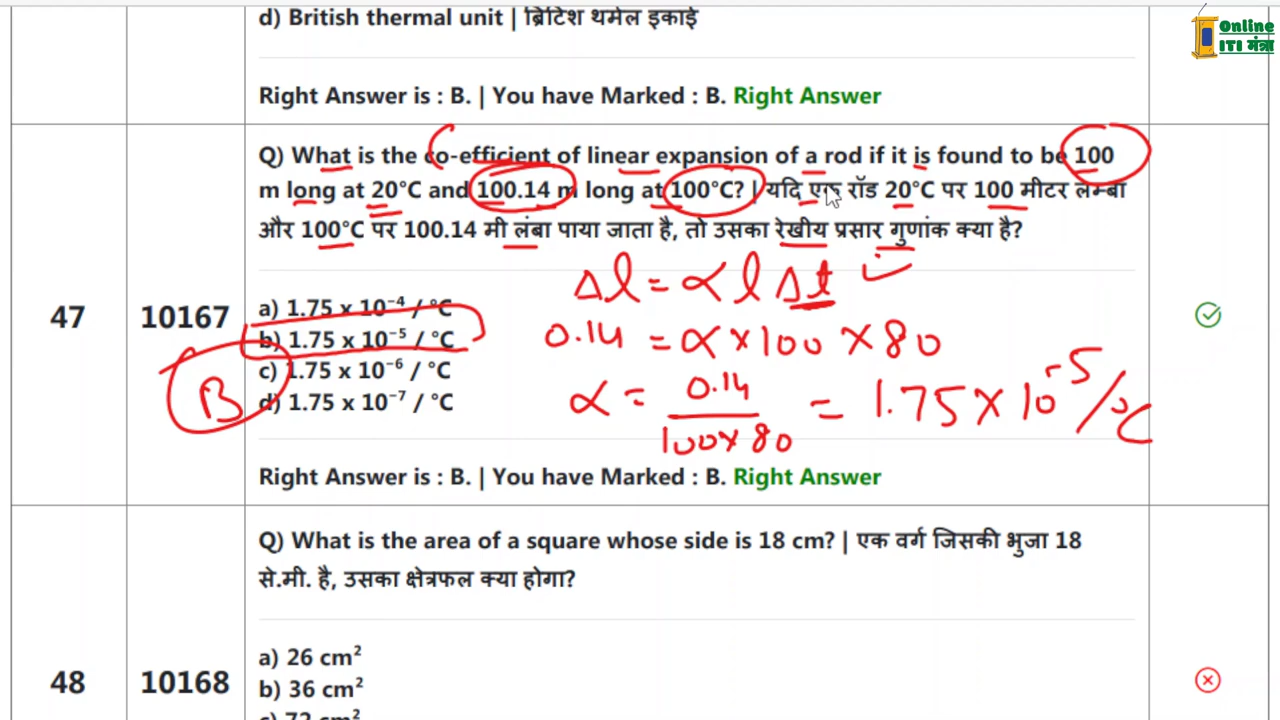 d) British thermal unit | ब्रिटिश थर्मल इकाई
Online
ITI मंत्रा
Right Answer is : B. | You have Marked : B. Right Answer
47
10167
Q) What is the co-efficient of linear expansion of a rod if it is found to be 100
m long at 20°C and 100.14 m long at 100°C? | यदि एक रॉड 20°C पर 100 मीटर लम्बा
और 100°C पर 100.14 मी लंबा पाया जाता है, तो उसका रेखीय प्रसार गुणांक क्या है?
Δl = α l Δt
a) 1.75 x 10⁻⁴ / °C
b) 1.75 x 10⁻⁵ / °C
0.14 = α × 100 × 80
c) 1.75 x 10⁻⁶ / °C
d) 1.75 x 10⁻⁷ / °C
B
α = 0.14 / 100 × 80 = 1.75 × 10⁻⁵/°C
Right Answer is : B. | You have Marked : B. Right Answer
48
10168
Q) What is the area of a square whose side is 18 cm? | एक वर्ग जिसकी भुजा 18
से.मी. है, उसका क्षेत्रफल क्या होगा?
a) 26 cm²
b) 36 cm²
c) 72 cm²